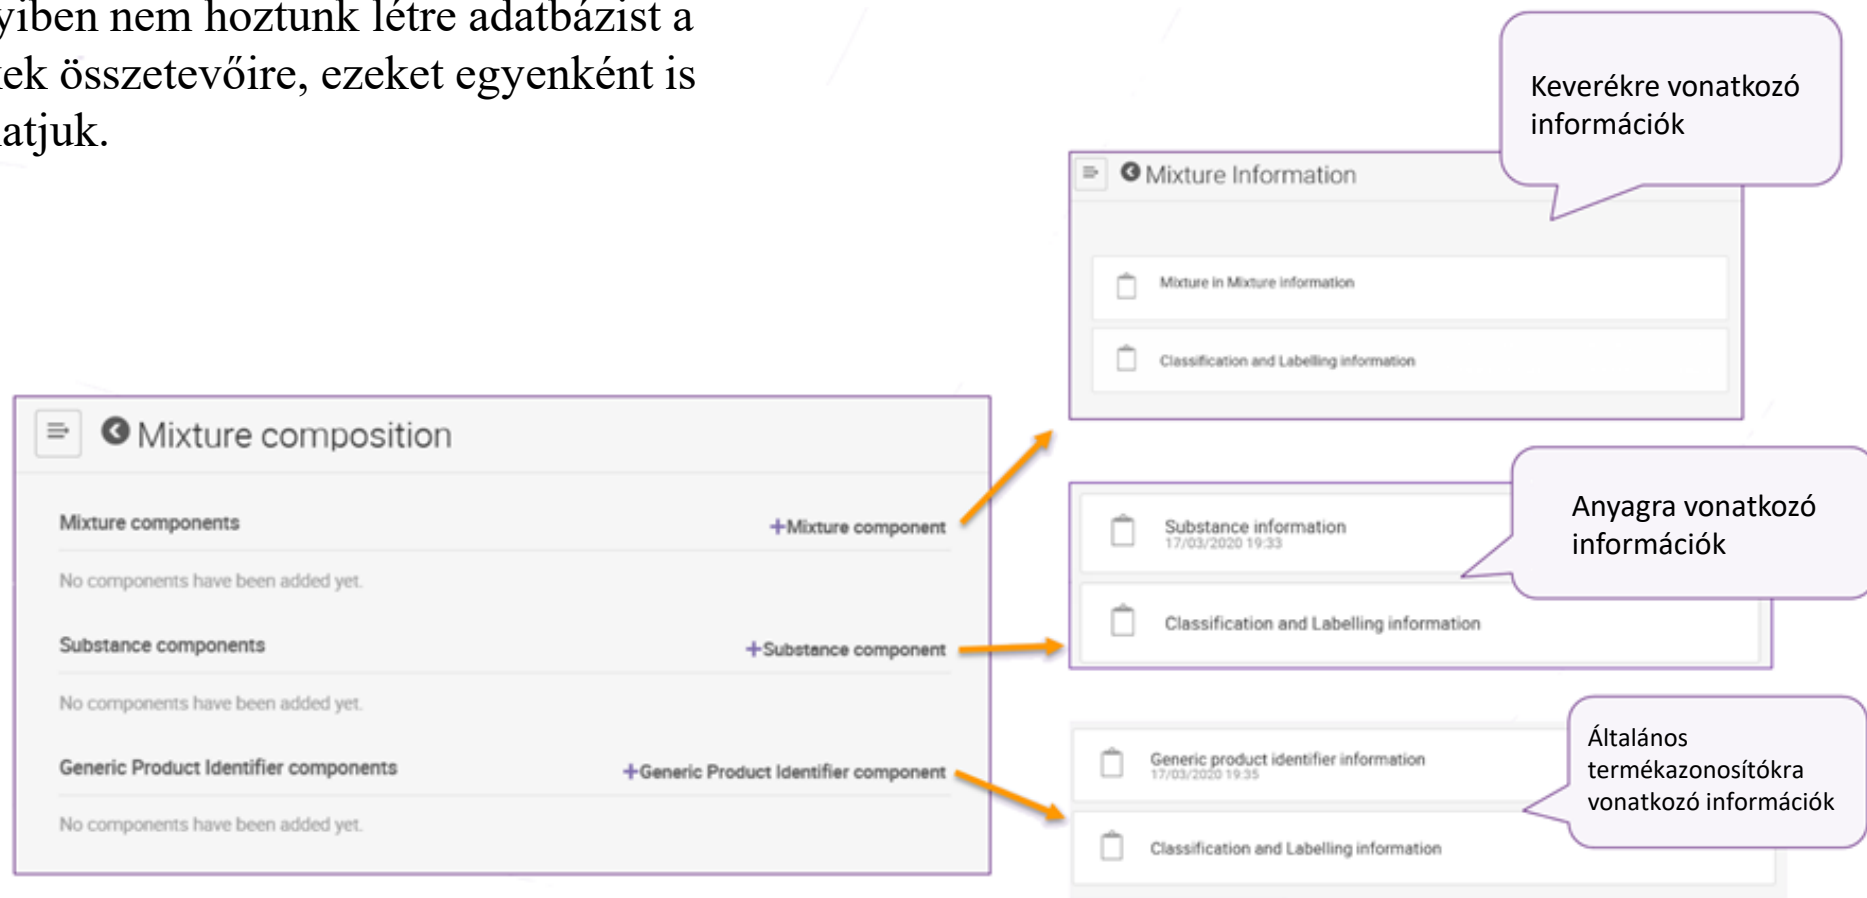 nem hoztunk létre adatbázist a
összetevőire, ezeket egyenként is
Keverékre vonatkozó
információk
Mixture Information
Mixture in Mixture information
Classification and Labelling information
Mixture composition
Mixture components +Mixture component
No components have been added yet.
Substance components +Substance component
No components have been added yet.
Generic Product Identifier components +Generic Product Identifier component
No components have been added yet.
Anyagra vonatkozó
információk
Substance information
17/03/2020 19:33
Classification and Labelling information
Általános
termékazonosítókra
vonatkozó információk
Generic product identifier information
17/03/2020 19:35
Classification and Labelling information